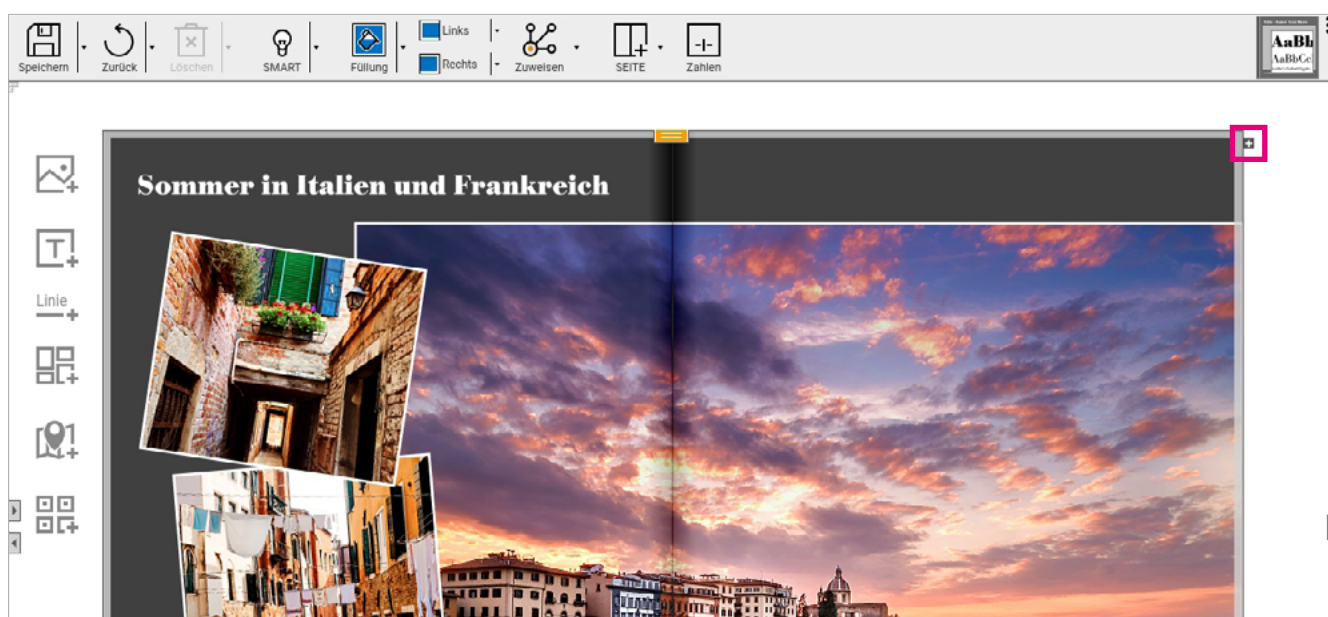 Speichern
Zurück
Löschen
SMART
Füllung
Links
Rechts
Zuweisen
SEITE
Zahlen
AaBb
AaBbCc
Sommer in Italien und Frankreich
T
Linie